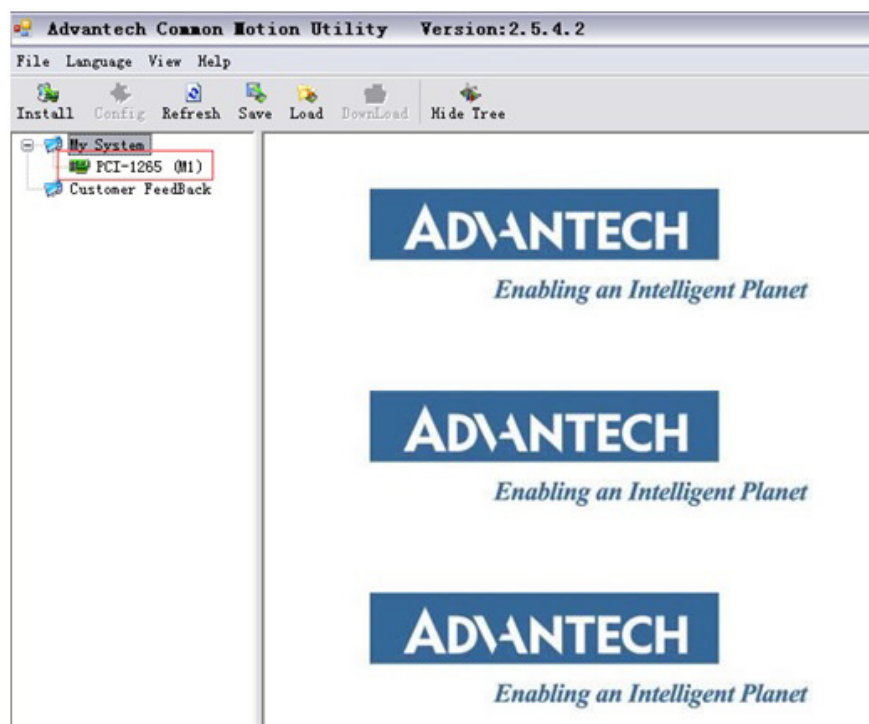 Advantech Common Motion Utility Version:2.5.4.2
File Language View Help
Install Config Refresh Save Load DownLoad Hide Tree
My System
PCI-1265 (M1)
Customer FeedBack
ADVANTECH
Enabling an Intelligent Planet
ADVANTECH
Enabling an Intelligent Planet
ADVANTECH
Enabling an Intelligent Planet